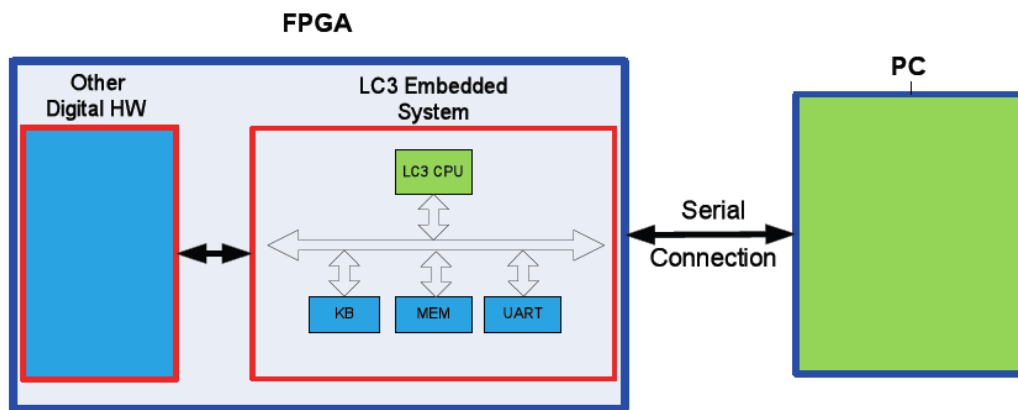 FPGA
Other
Digital HW
LC3 Embedded
System
LC3 CPU
KB
MEM
UART
Serial
Connection
PC